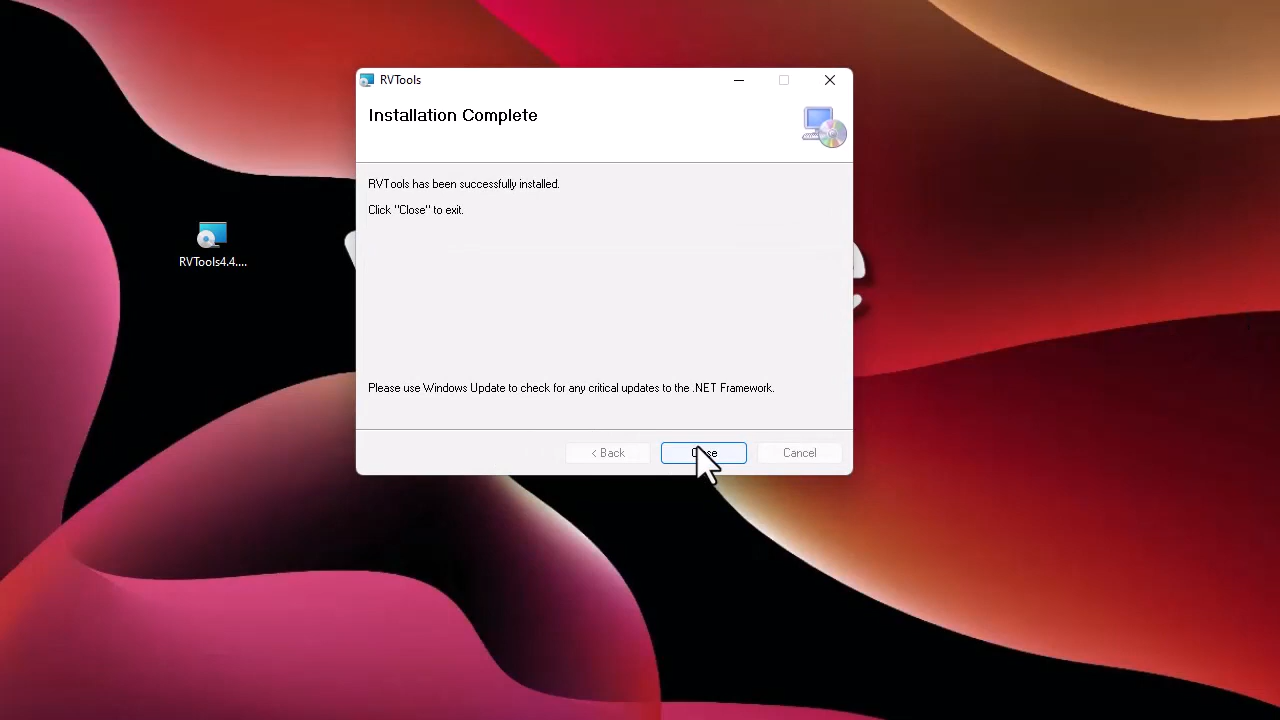 RVTools
Installation Complete
RVTools has been successfully installed.
Click "Close" to exit.
RVTools4.4....
Please use Windows Update to check for any critical updates to the .NET Framework.
< Back
Cancel